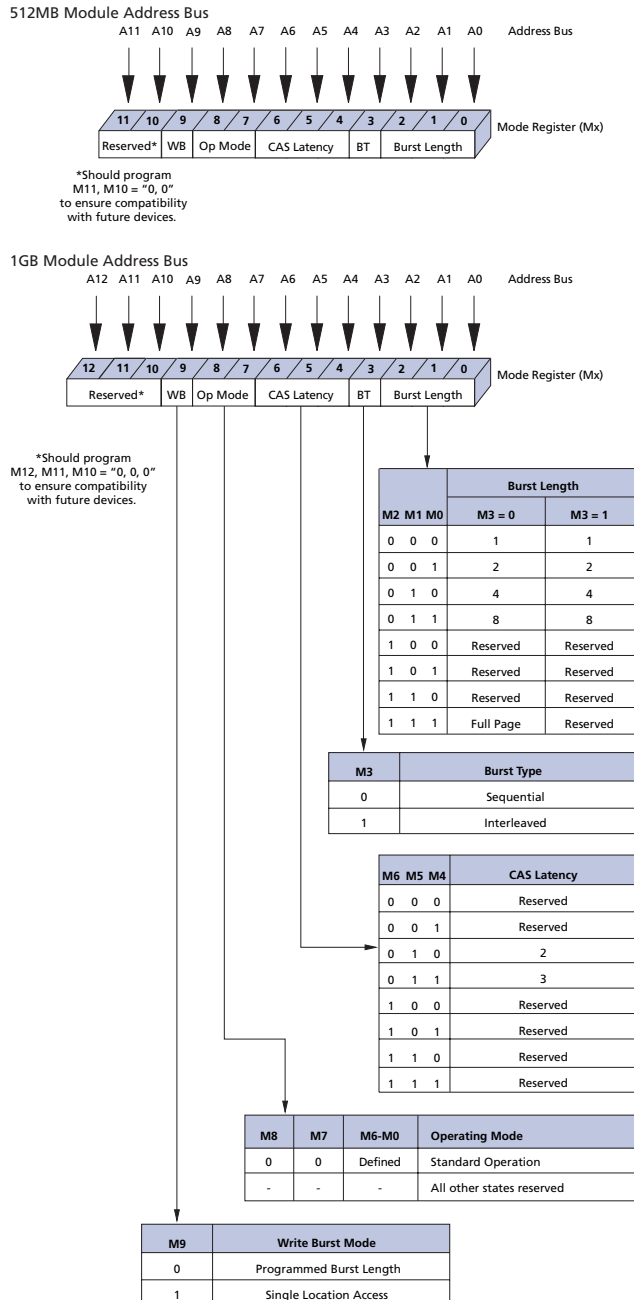 512MB Module Address Bus
A11 A10 A9 A8 A7 A6 A5 A4 A3 A2 A1 A0 Address Bus
11 10 9 8 7 6 5 4 3 2 1 0
Mode Register (Mx)
Reserved* WB Op Mode CAS Latency BT Burst Length
*Should program
M11, M10 = “0, 0”
to ensure compatibility
with future devices.
1GB Module Address Bus
A12 A11 A10 A9 A8 A7 A6 A5 A4 A3 A2 A1 A0 Address Bus
12 11 10 9 8 7 6 5 4 3 2 1 0
Mode Register (Mx)
Reserved* WB Op Mode CAS Latency BT Burst Length
*Should program
M12, M11, M10 = “0, 0, 0”
to ensure compatibility
with future devices.
Burst Length
M2 M1 M0 M3 = 0 M3 = 1
0 0 0 1 1
0 0 1 2 2
0 1 0 4 4
0 1 1 8 8
1 0 0 Reserved Reserved
1 0 1 Reserved Reserved
1 1 0 Reserved Reserved
1 1 1 Full Page Reserved
M3 Burst Type
0 Sequential
1 Interleaved
M6 M5 M4 CAS Latency
0 0 0 Reserved
0 0 1 Reserved
0 1 0 2
0 1 1 3
1 0 0 Reserved
1 0 1 Reserved
1 1 0 Reserved
1 1 1 Reserved
M8 M7 M6-M0 Operating Mode
0 0 Defined Standard Operation
- - - All other states reserved
M9 Write Burst Mode
0 Programmed Burst Length
1 Single Location Access